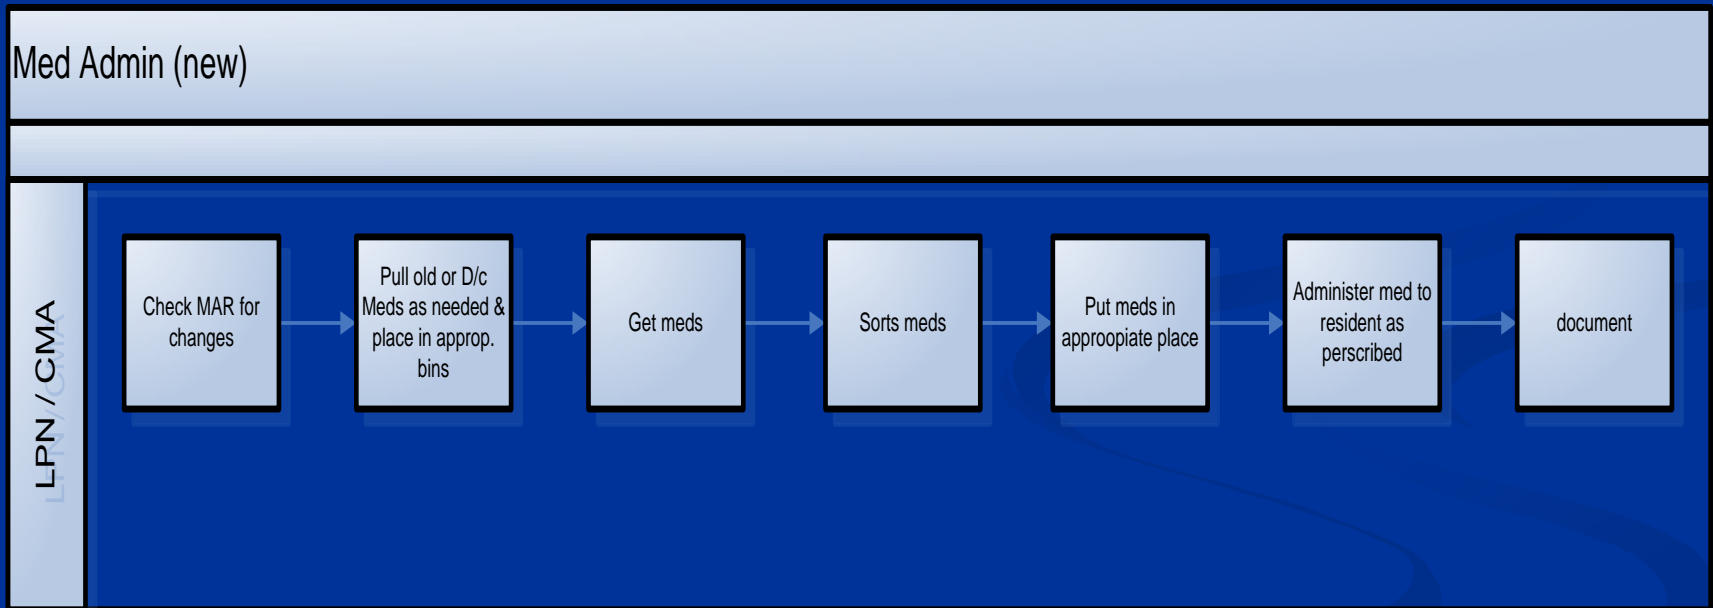 Med Admin (new)
LPN / CMA
Check MAR for
changes
Pull old or D/c
Meds as needed &
place in approp.
bins
Get meds
Sorts meds
Put meds in
approopiate place
Administer med to
resident as
perscribed
document